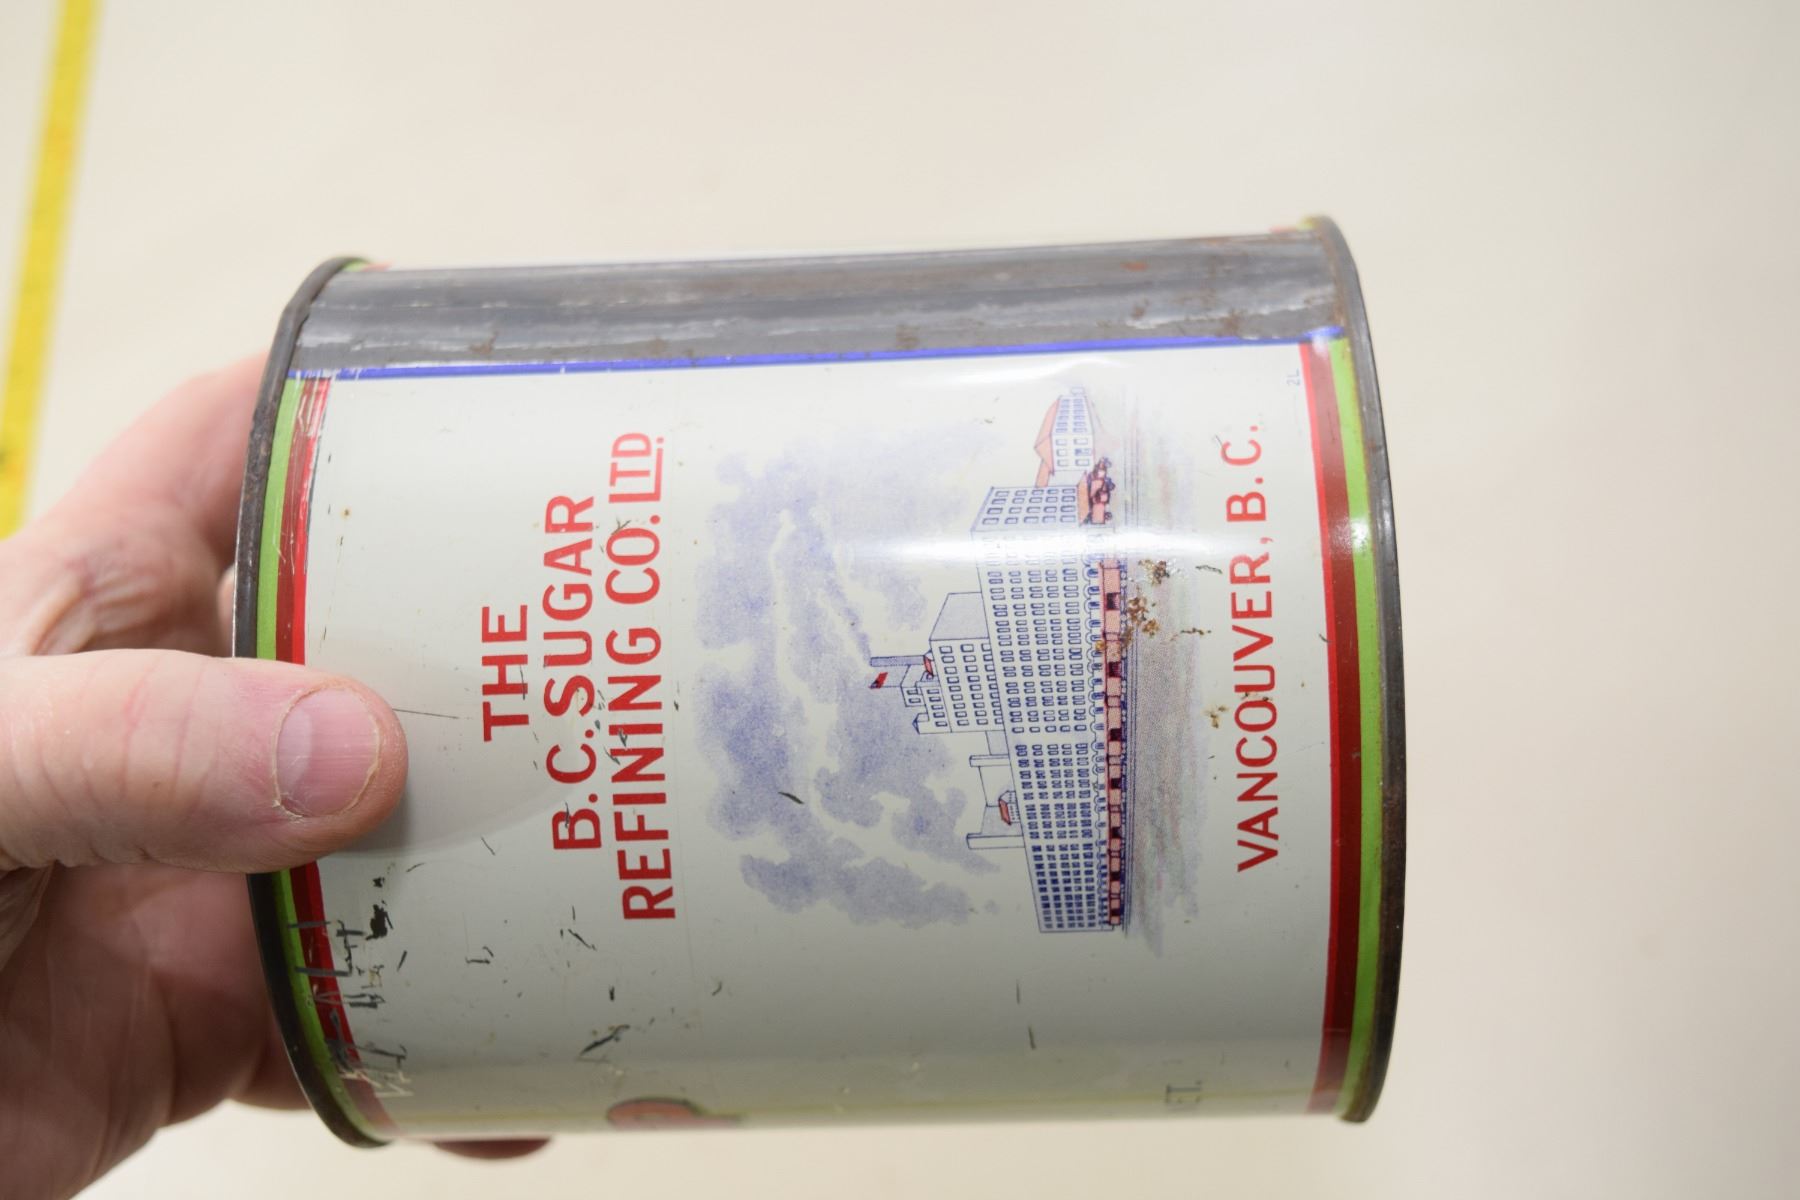 THE
B.C. SUGAR
REFINING CO. LTD.
VANCOUVER, B.C.
2L